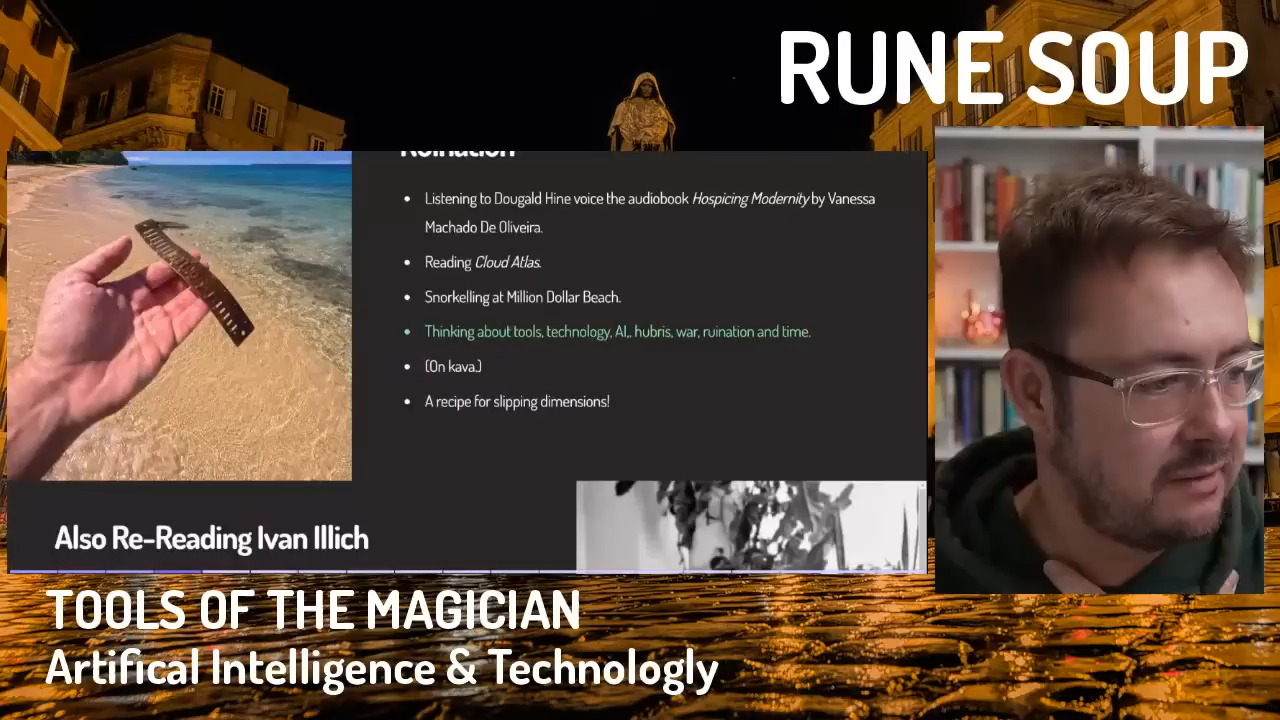 RUNE SOUP
Ruination
Listening to Dougald Hine voice the audiobook Hospicing Modernity by Vanessa
Machado De Oliveira.
Reading Cloud Atlas.
Snorkelling at Million Dollar Beach.
Thinking about tools, technology, AI,. hubris, war, ruination and time.
(On kava.)
A recipe for slipping dimensions!
Also Re-Reading Ivan Illich
TOOLS OF THE MAGICIAN
Artifical Intelligence & Technologly